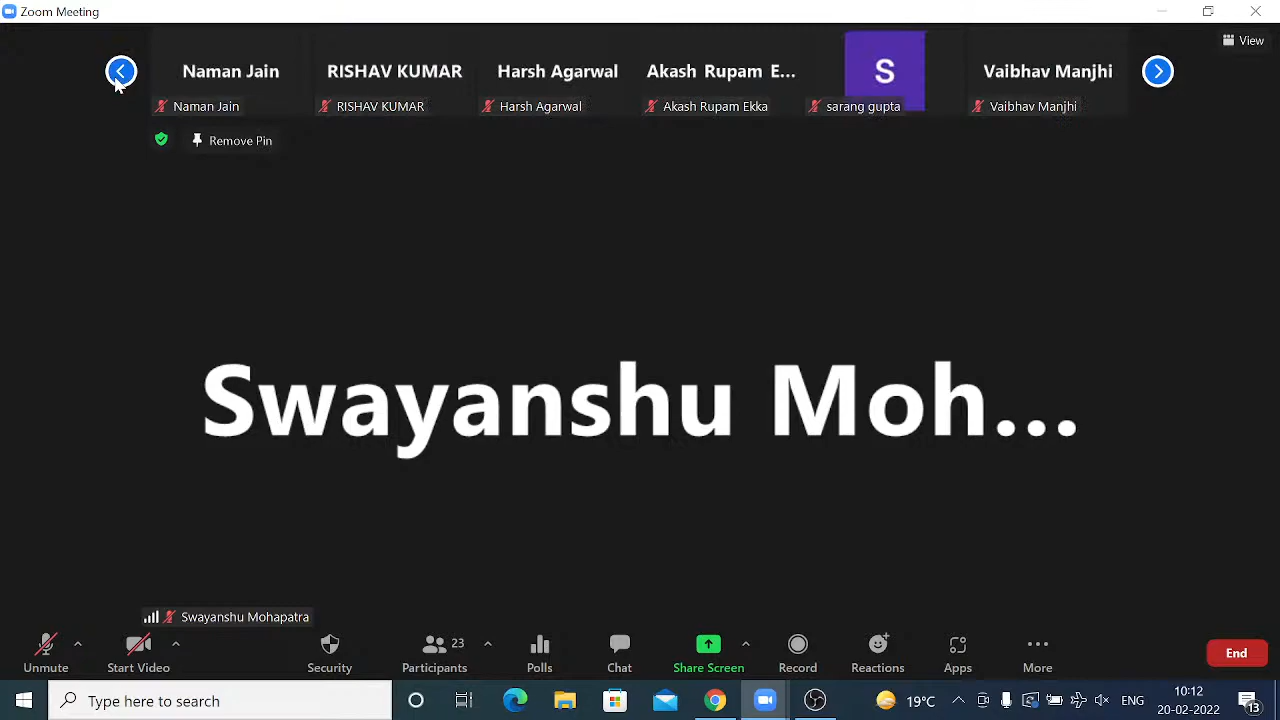 Zoom Meeting
View
Naman Jain
RISHAV KUMAR
Harsh Agarwal
Akash Rupam E...
S
Vaibhav Manjhi
Naman Jain
RISHAV KUMAR
Harsh Agarwal
Akash Rupam Ekka
sarang gupta
Vaibhav Manjhi
Remove Pin
Swayanshu Moh...
Swayanshu Mohapatra
23
Unmute
Start Video
Security
Participants
Polls
Chat
Share Screen
Record
Reactions
Apps
More
End
Type here to search
19°C
ENG
10:12
20-02-2022
13